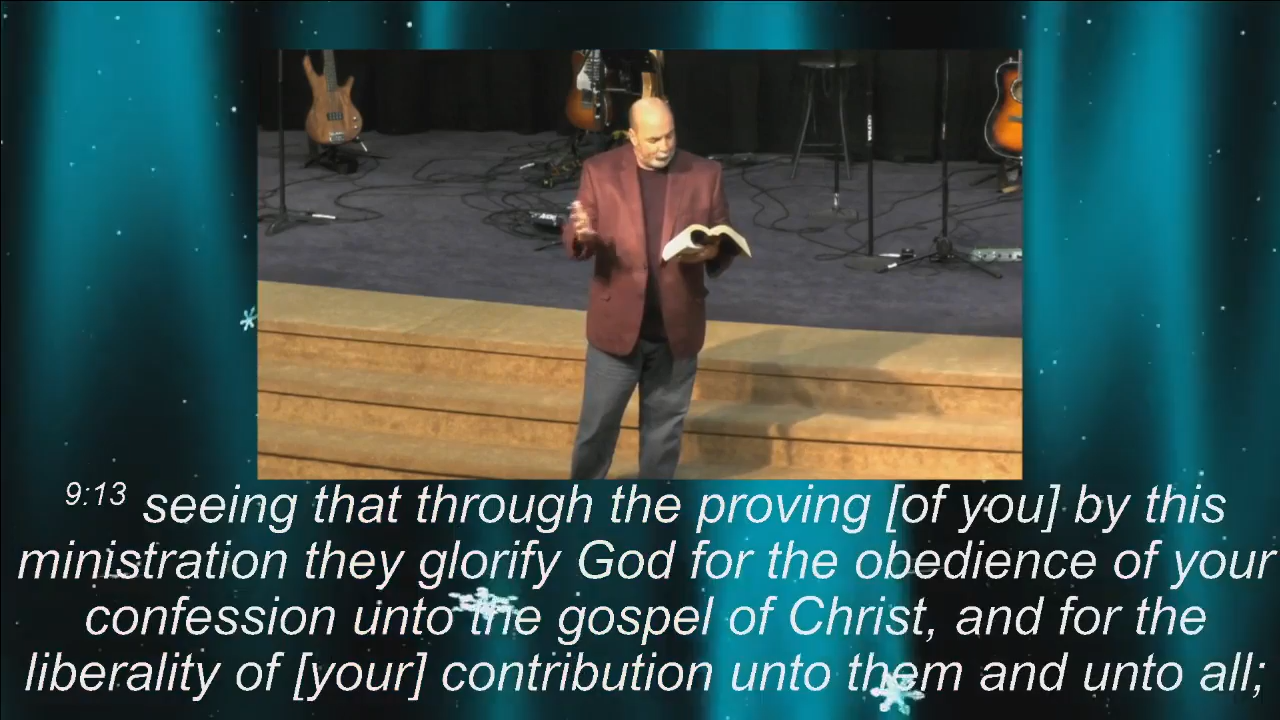 9:13 seeing that through the proving [of you] by this
ministration they glorify God for the obedience of your
confession unto the gospel of Christ, and for the
liberality of [your] contribution unto them and unto all;